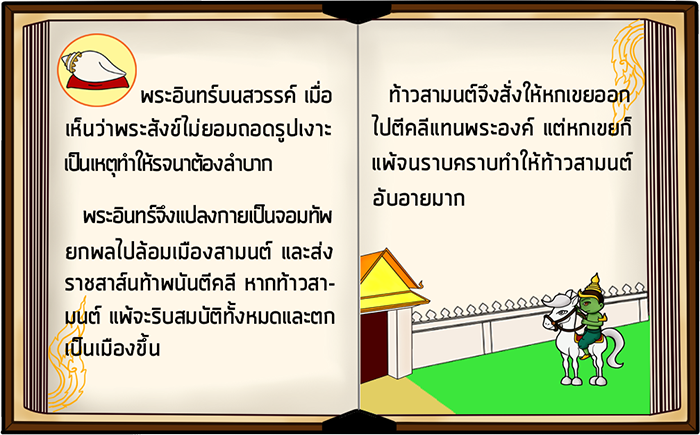 พระอินทร์บนสวรรค์ เมื่อ
เห็นว่าพระสังข์ไม่ยอมถอดรูปเงาะ
เป็นเหตุทำให้รจนาต้องลำบาก
พระอินทร์จึงแปลงกายเป็นจอมทัพ
ยกพลไปล้อมเมืองสามนต์ และส่ง
ราชสาส์นท้าพนันตีคลี หากท้าวสา-
มนต์ แพ้จะริบสมบัติทั้งหมดและตก
เป็นเมืองขึ้น
ท้าวสามนต์จึงสั่งให้หกเขยออก
ไปตีคลีแทนพระองค์ แต่หกเขยก็
แพ้จนราบคราบทำให้ท้าวสามนต์
อับอายมาก